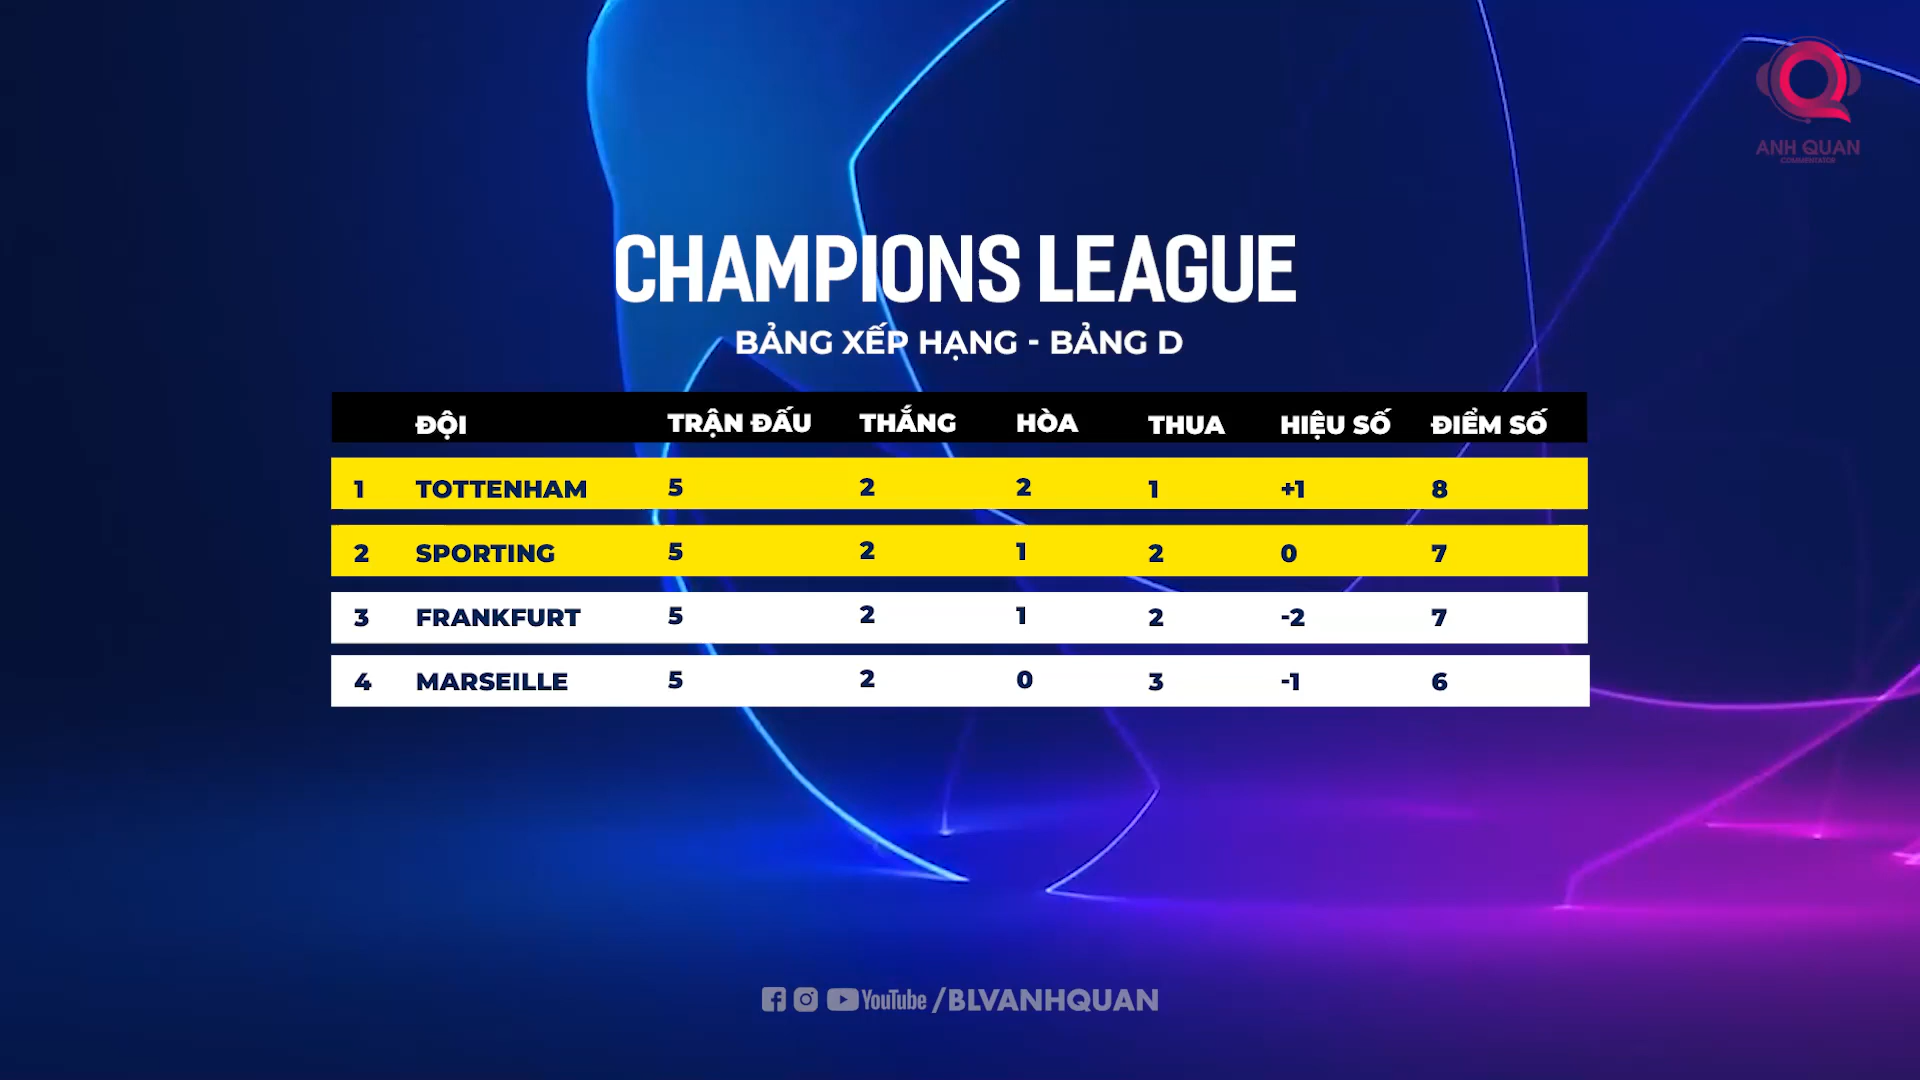 ANH QUAN
COMMENTATOR
CHAMPIONS LEAGUE
BẢNG XẾP HẠNG - BẢNG D
ĐỘI TRẬN ĐẤU THẮNG HÒA THUA HIỆU SỐ ĐIỂM SỐ
1 TOTTENHAM 5 2 2 1 +1 8
2 SPORTING 5 2 1 2 0 7
3 FRANKFURT 5 2 1 2 -2 7
4 MARSEILLE 5 2 0 3 -1 6
YouTube /BLVANHQUAN